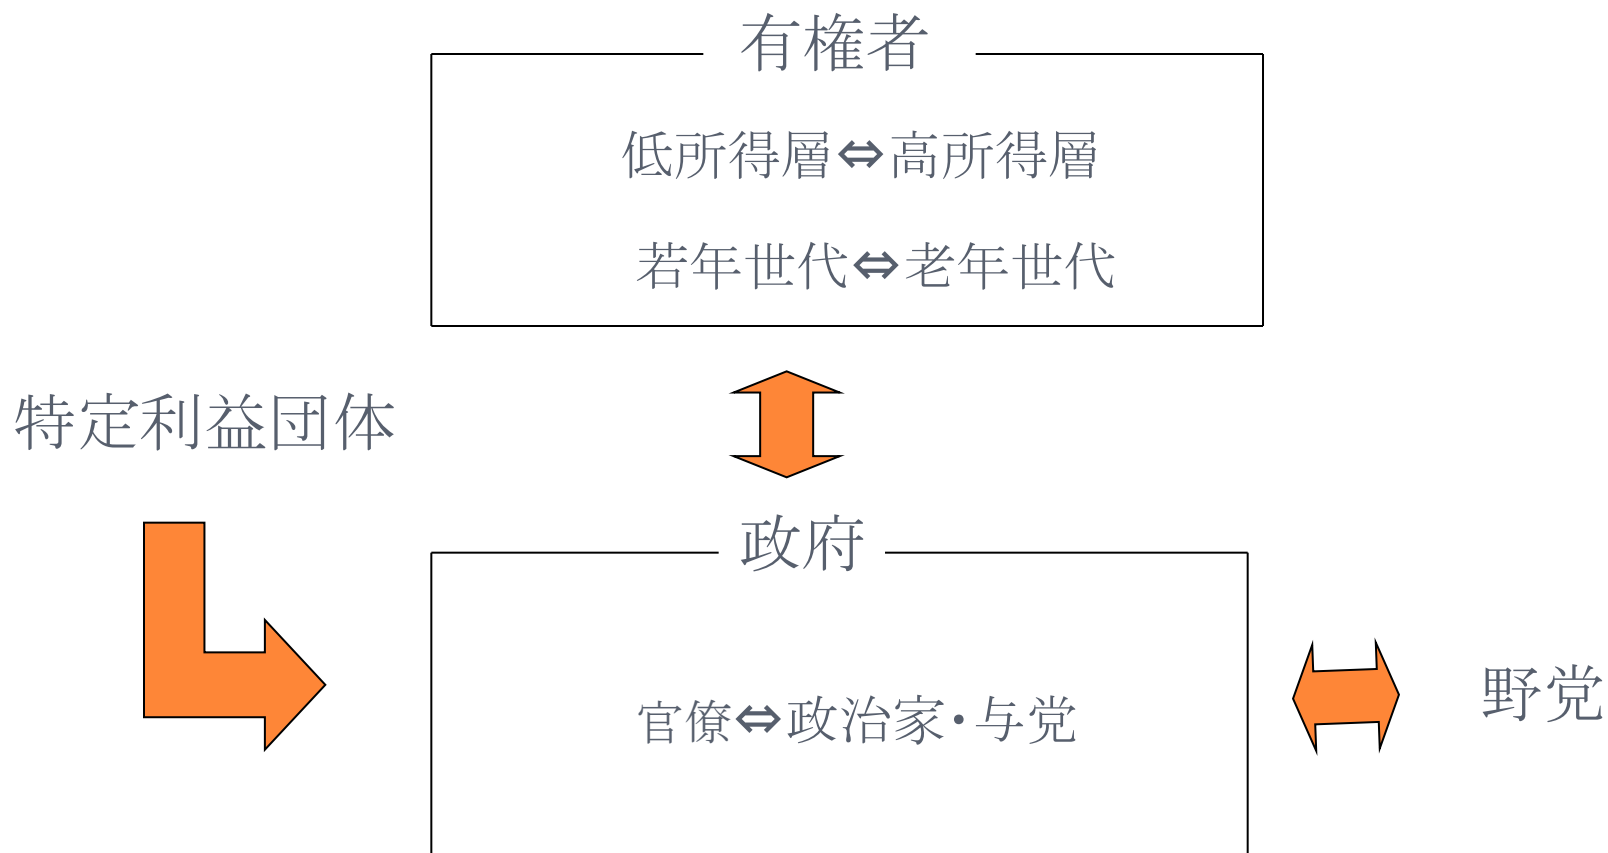 有権者
低所得層⇔高所得層
若年世代⇔老年世代
特定利益団体
政府
官僚⇔政治家・与党
野党